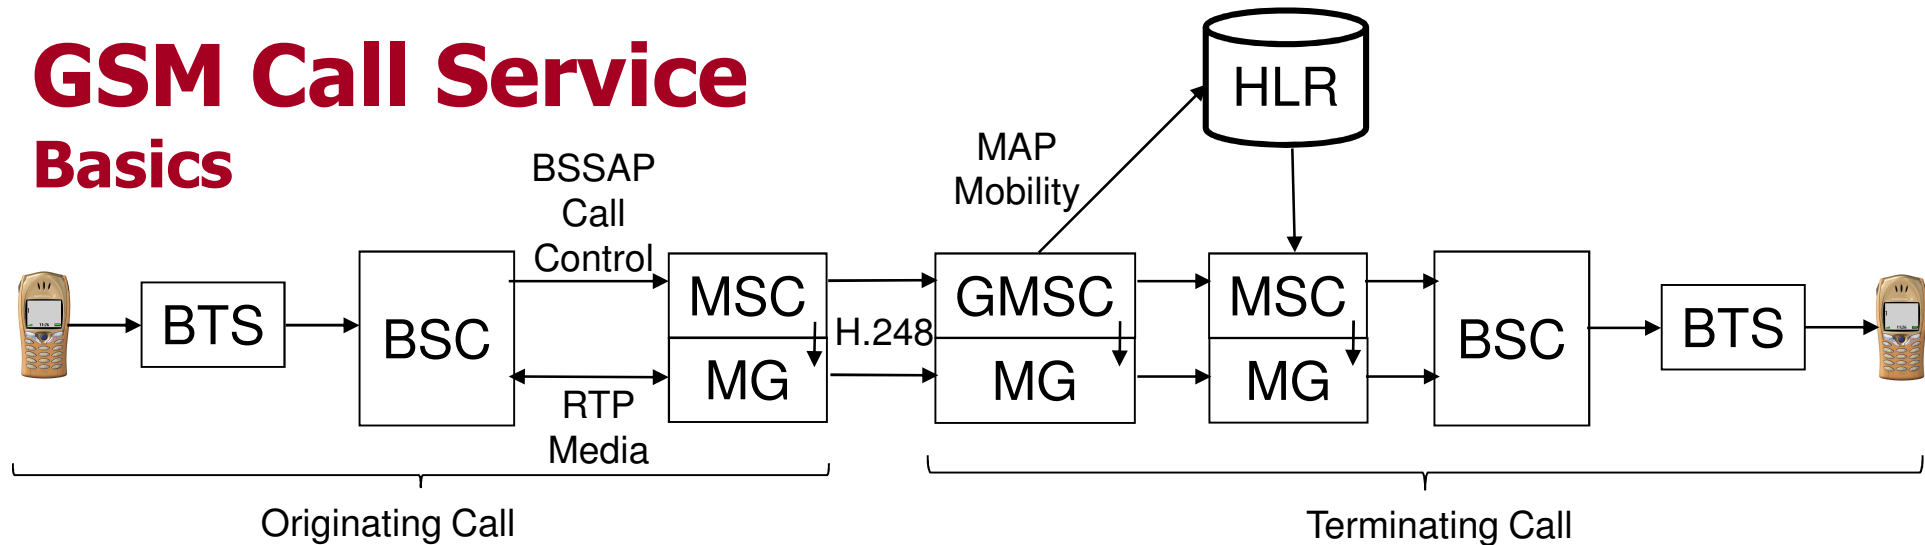 GSM Call Service
Basics
HLR
MAP
Mobility
BSSAP
Call
Control
BTS
BSC
MSC
MG
H.248
GMSC
MG
MSC
MG
BSC
BTS
RTP
Media
Originating Call
Terminating Call